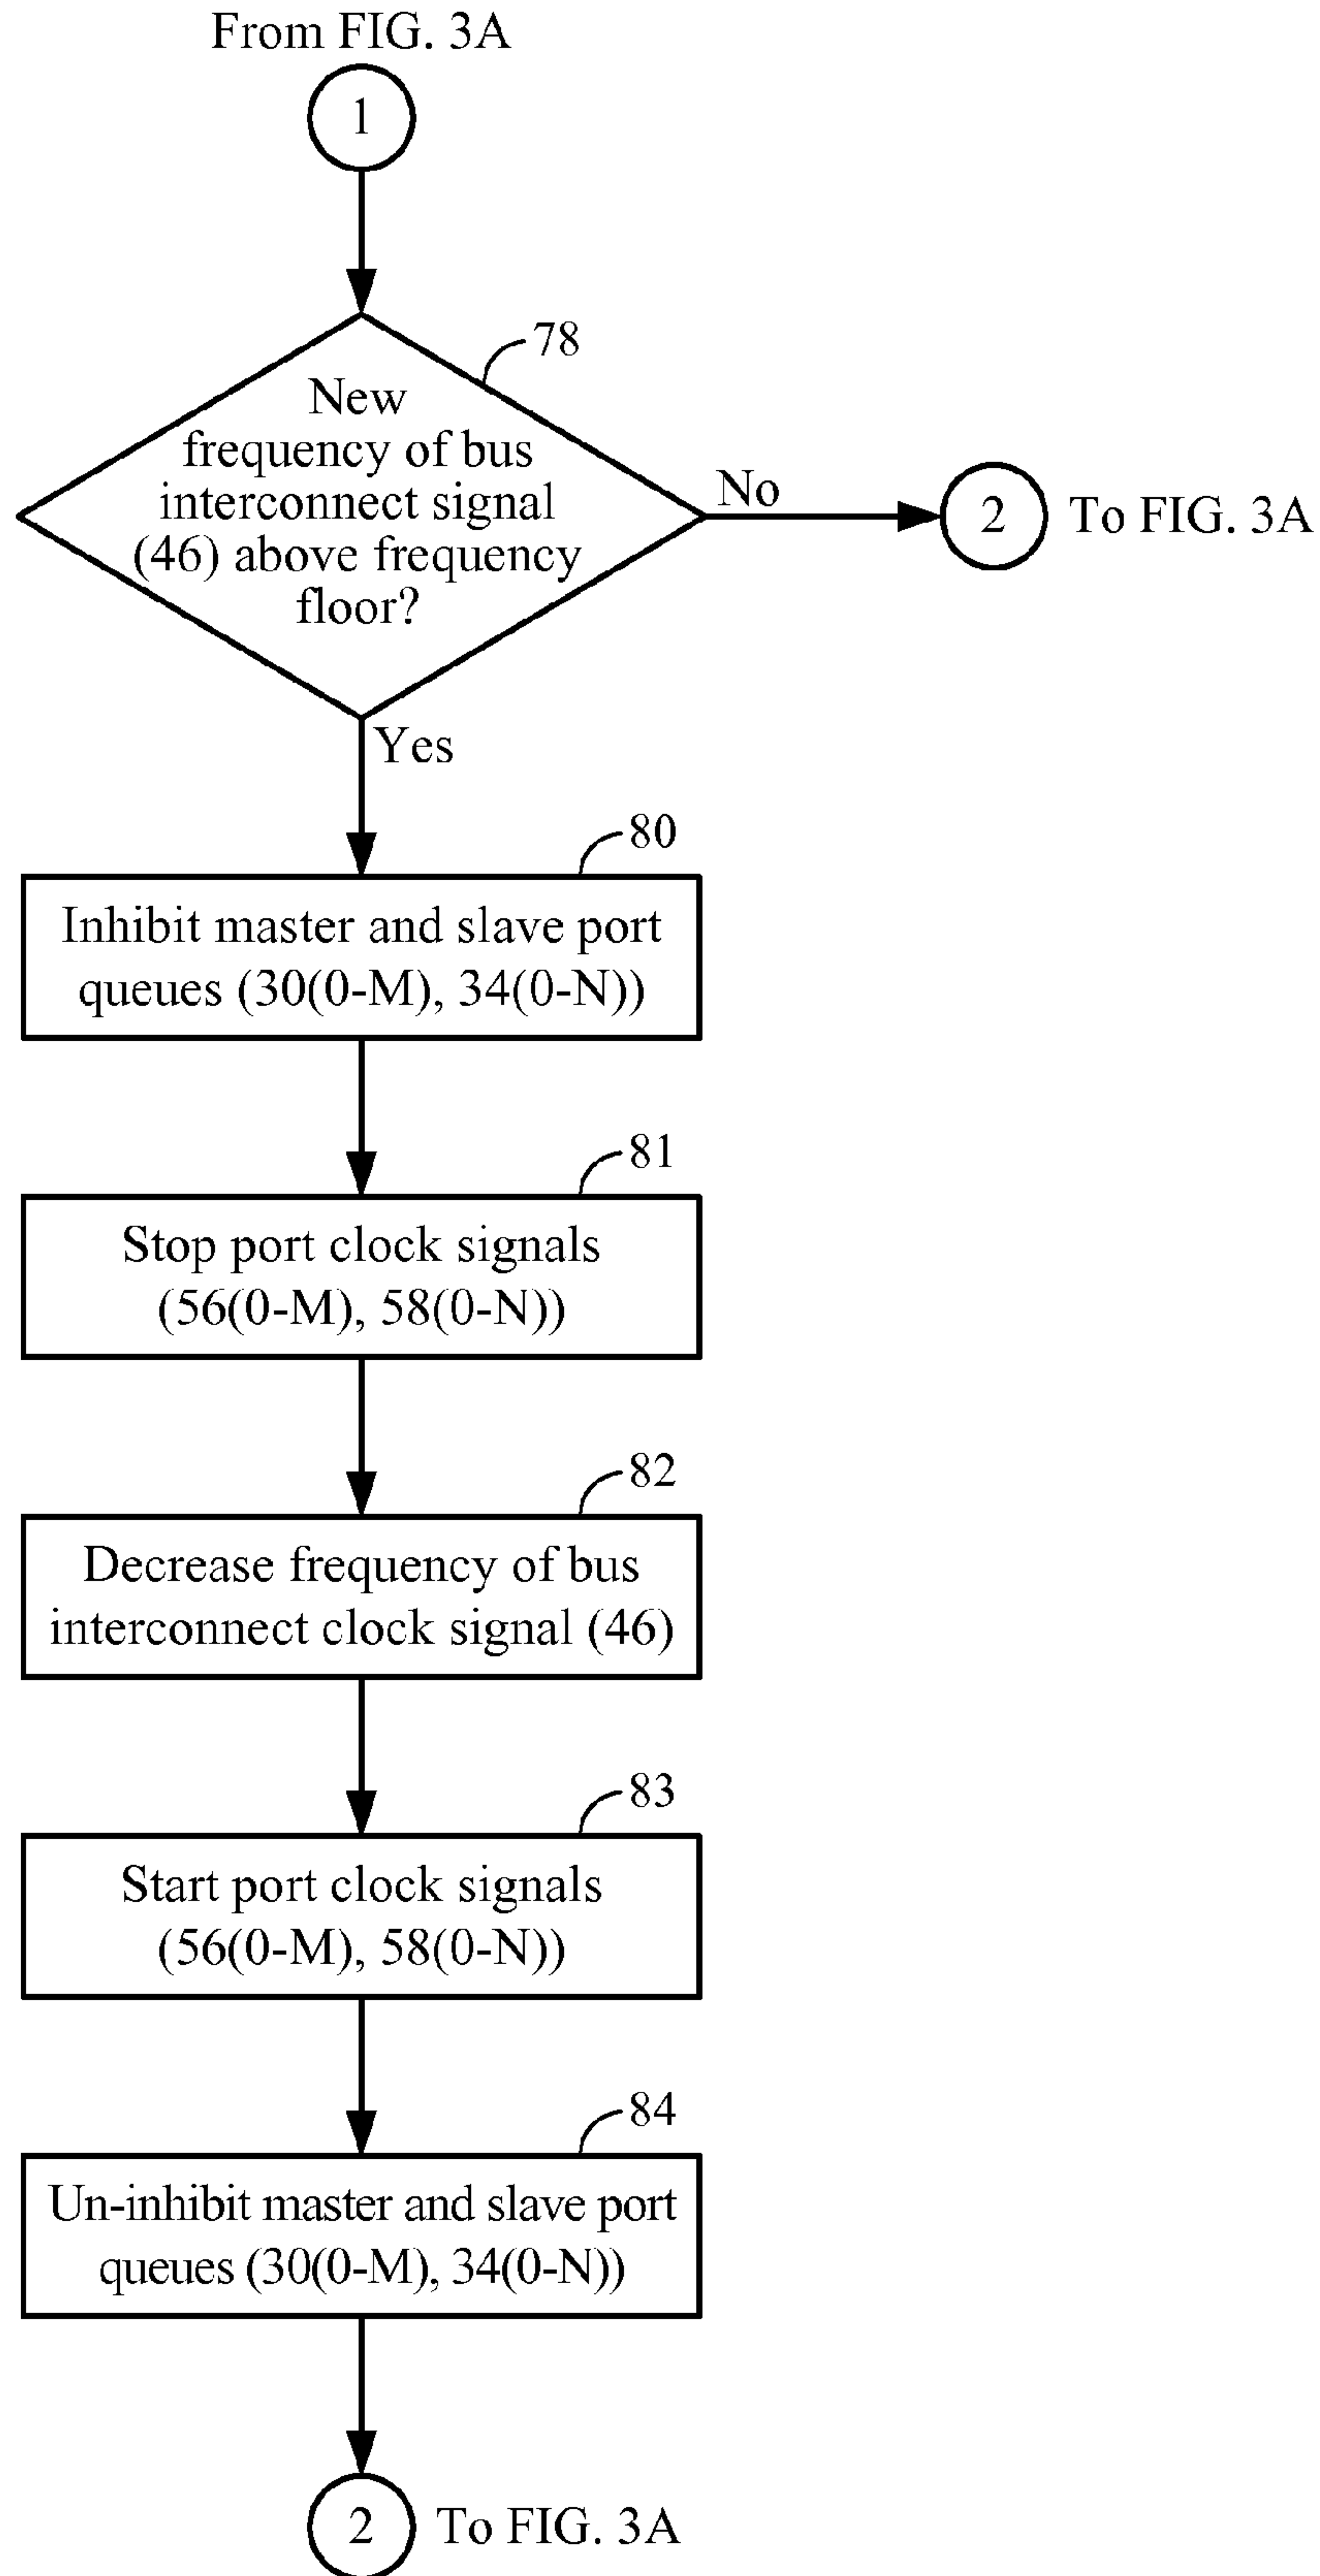 From FIG. 3A
1
78
New
frequency of bus
interconnect signal
(46) above frequency
floor?
No
2 To FIG. 3A
Yes
80
Inhibit master and slave port
queues (30(0-M), 34(0-N))
81
Stop port clock signals
(56(0-M), 58(0-N))
82
Decrease frequency of bus
interconnect clock signal (46)
83
Start port clock signals
(56(0-M), 58(0-N))
84
Un-inhibit master and slave port
queues (30(0-M), 34(0-N))
2 To FIG. 3A